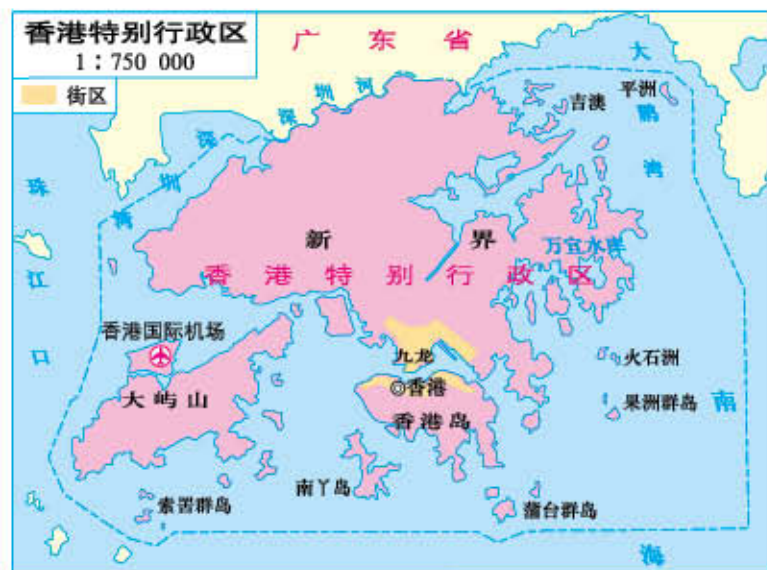 香港特别行政区
1：750 000
街区
广东省
深圳河
大鹏湾
吉澳
平洲
深圳湾
珠江口
新界
万宜水库
香港特别行政区
香港国际机场
九龙
火石洲
大屿山
香港
香港岛
果洲群岛
南海
索罟群岛
南丫岛
蒲台群岛